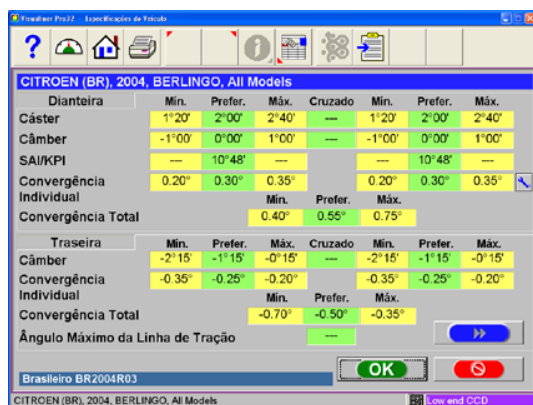 Visualiner Pro32 - Especificações do Veículo
CITROEN (BR), 2004, BERLINGO, All Models
Dianteira Mín. Prefer. Máx. Cruzado Mín. Prefer. Máx.
Cáster 1°20' 2°00' 2°40' --- 1°20' 2°00' 2°40'
Câmber -1°00' 0°00' 1°00' --- -1°00' 0°00' 1°00'
SAI/KPI --- 10°48' --- --- 10°48' ---
Convergência Individual 0.20° 0.30° 0.35° 0.20° 0.30° 0.35°
Mín. Prefer. Máx.
Convergência Total 0.40° 0.55° 0.75°
Traseira Mín. Prefer. Máx. Cruzado Mín. Prefer. Máx.
Câmber -2°15' -1°15' -0°15' --- -2°15' -1°15' -0°15'
Convergência Individual -0.35° -0.25° -0.20° -0.35° -0.25° -0.20°
Mín. Prefer. Máx.
Convergência Total -0.70° -0.50° -0.35°
Ângulo Máximo da Linha de Tração ---
OK
Brasileiro BR2004R03
CITROEN (BR), 2004, BERLINGO, All Models Low end CCD